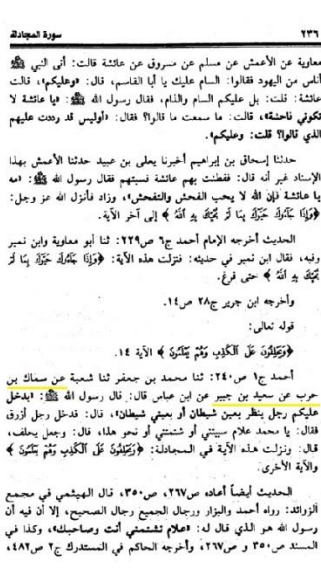 ٢٣٦ سورة المجادلة
معاوية عن الأعمش عن مسلم عن مسروق عن عائشة قالت: أتى النبي ﷺ
أناس من اليهود فقالوا: السام عليك يا أبا القاسم، قال: «وعليكم»، قالت
عائشة: قلت: بل عليكم السام والذام، فقال رسول الله ﷺ: «يا عائشة لا
تكوني فاحشة»، قالت: ما سمعت ما قالوا؟ فقال: «أوليس قد رددت عليهم
الذي قالوا؟ قلت: وعليكم».
حدثنا إسحاق بن إبراهيم أخبرنا يعلى بن عبيد حدثنا الأعمش بهذا
الإسناد غير أنه قال: ففطنت بهم عائشة فسبتهم فقال رسول الله ﷺ: «مه
يا عائشة فإن الله لا يحب الفحش والتفحش»، وزاد فأنزل الله عز وجل:
﴿وَإِذَا جَاءُوكَ حَيَّوْكَ بِمَا لَمْ يُحَيِّكَ بِهِ اللَّهُ﴾ إلى آخر الآية.
الحديث أخرجه الإمام أحمد ج٦ ص٢٢٩: ثنا أبو معاوية وابن نمير
وفيه، فقال ابن نمير في حديثه: فنزلت هذه الآية: ﴿وَإِذَا جَاءُوكَ حَيَّوْكَ بِمَا لَمْ
يُحَيِّكَ بِهِ اللَّهُ﴾ حتى فرغ.
وأخرجه ابن جرير ج٢٨ ص١٤.
قوله تعالى:
﴿وَيَحْلِفُونَ عَلَى الْكَذِبِ وَهُمْ يَعْلَمُونَ﴾ الآية ١٤.
أحمد ج١ ص٢٤٠: ثنا محمد بن جعفر ثنا شعبة عن سماك بن
حرب عن سعيد بن جبير عن ابن عباس قال: قال رسول الله ﷺ: «يدخل
عليكم رجل ينظر بعين شيطان أو بعيني شيطان»، قال: فدخل رجل أزرق
فقال: يا محمد علام سببتني أو شتمتني أو نحو هذا، قال: وجعل يحلف،
قال: ونزلت هذه الآية في المجادلة: ﴿وَيَحْلِفُونَ عَلَى الْكَذِبِ وَهُمْ يَعْلَمُونَ﴾
والآية الأخرى.
الحديث أيضاً أعاده ص٢٦٧، ص٣٥٠، قال الهيثمي في مجمع
الزوائد: رواه أحمد والبزار ورجال الجميع رجال الصحيح، إلا أن فيه أن
رسول الله هو الذي قال له: «علام تشتمني أنت وصاحبك»، وكذا في
المسند ص٣٥٠ و ص٢٦٧، وأخرجه الحاكم في المستدرك ج٢ ص٤٨٢،